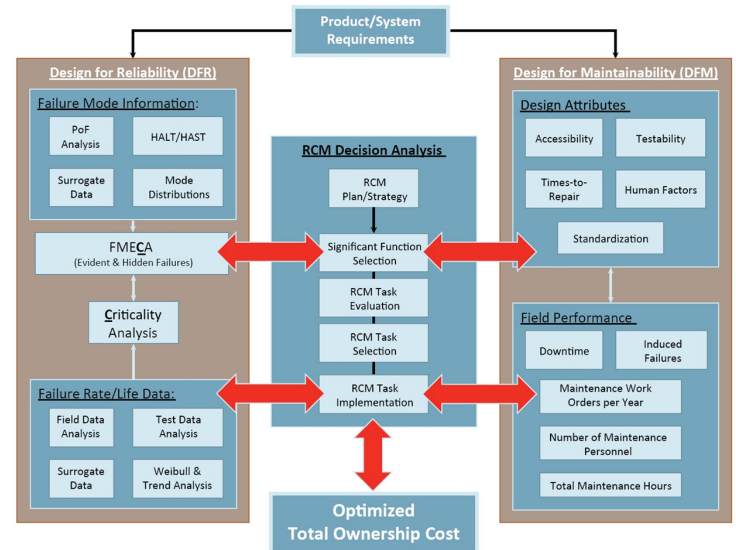 Product/System
Requirements
Design for Reliability (DFR)
Failure Mode Information:
PoF
Analysis
HALT/HAST
Surrogate
Data
Mode
Distributions
FMECA
(Evident & Hidden Failures)
Criticality
Analysis
Failure Rate/Life Data:
Field Data
Analysis
Test Data
Analysis
Surrogate
Data
Weibull &
Trend Analysis
RCM Decision Analysis
RCM
Plan/Strategy
Significant Function
Selection
RCM Task
Evaluation
RCM Task
Selection
RCM Task
Implementation
Optimized
Total Ownership Cost
Design for Maintainability (DFM)
Design Attributes
Accessibility
Testability
Times-to-
Repair
Human Factors
Standardization
Field Performance
Downtime
Induced
Failures
Maintenance Work
Orders per Year
Number of Maintenance
Personnel
Total Maintenance Hours